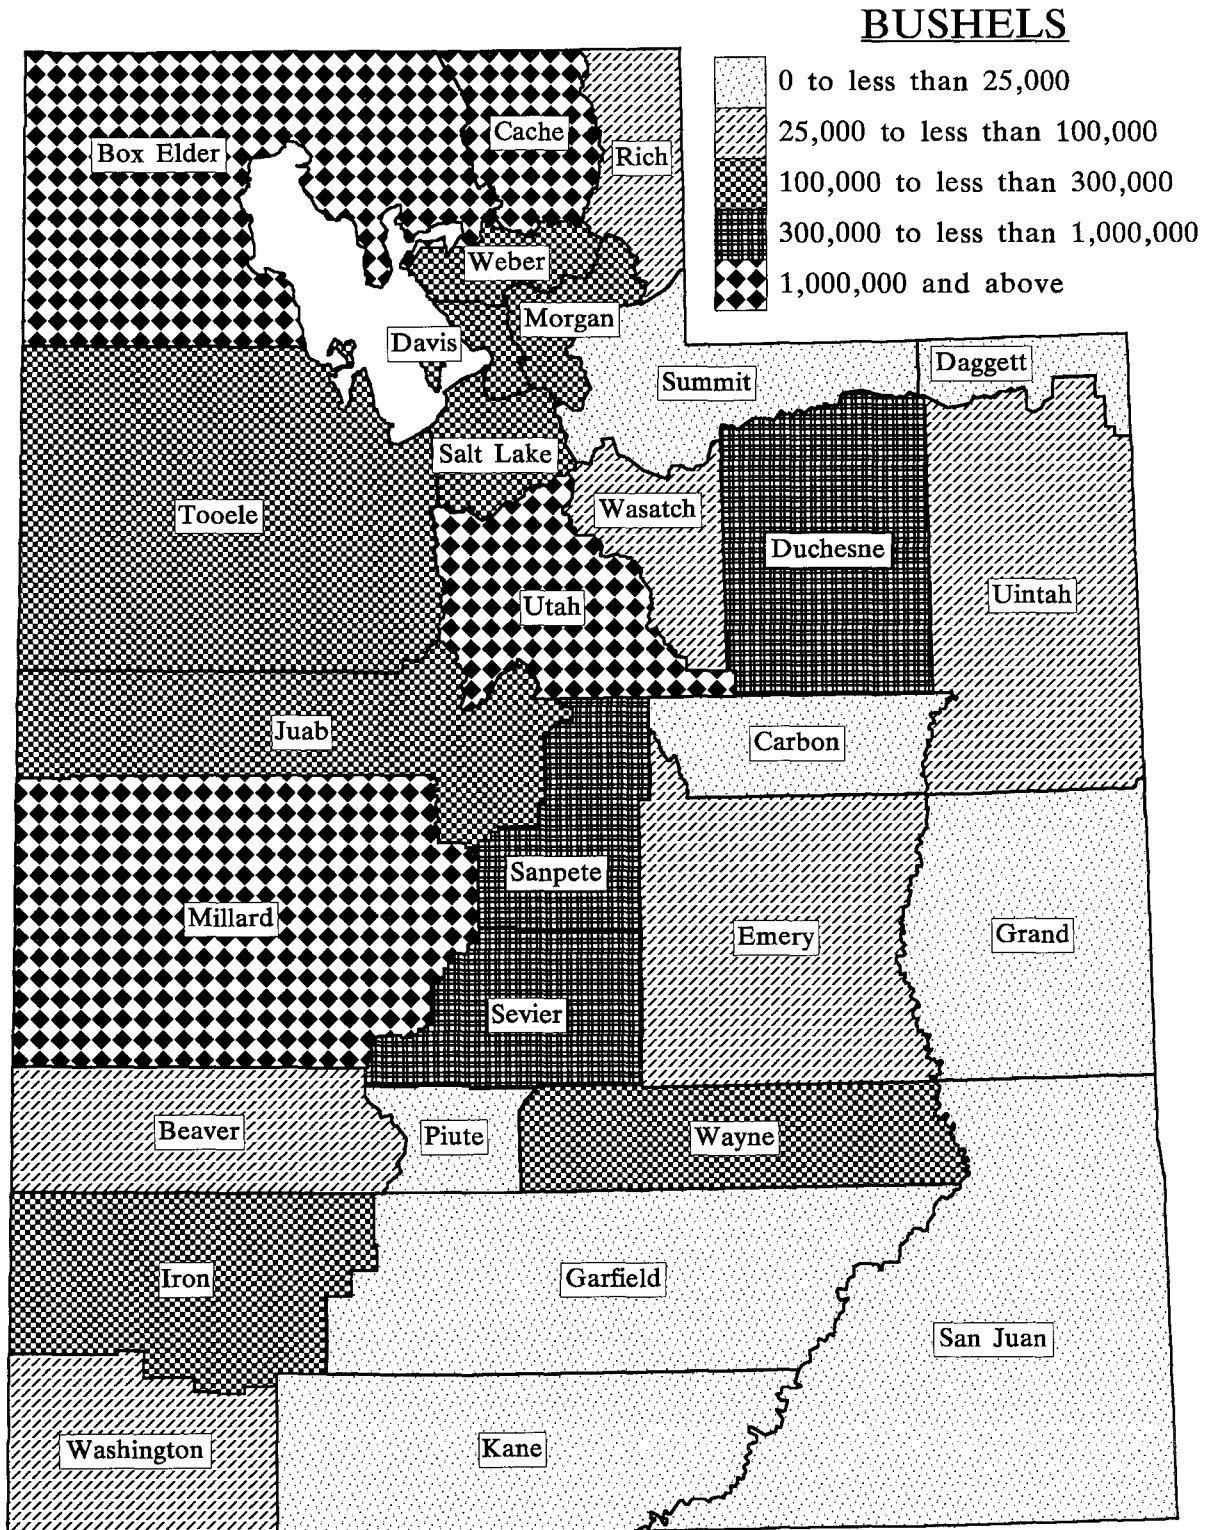 BUSHELS
0 to less than 25,000
25,000 to less than 100,000
100,000 to less than 300,000
300,000 to less than 1,000,000
1,000,000 and above
Box Elder
Cache
Rich
Weber
Morgan
Davis
Summit
Daggett
Salt Lake
Tooele
Wasatch
Duchesne
Uintah
Utah
Juab
Carbon
Sanpete
Millard
Emery
Grand
Sevier
Beaver
Piute
Wayne
Iron
Garfield
San Juan
Washington
Kane